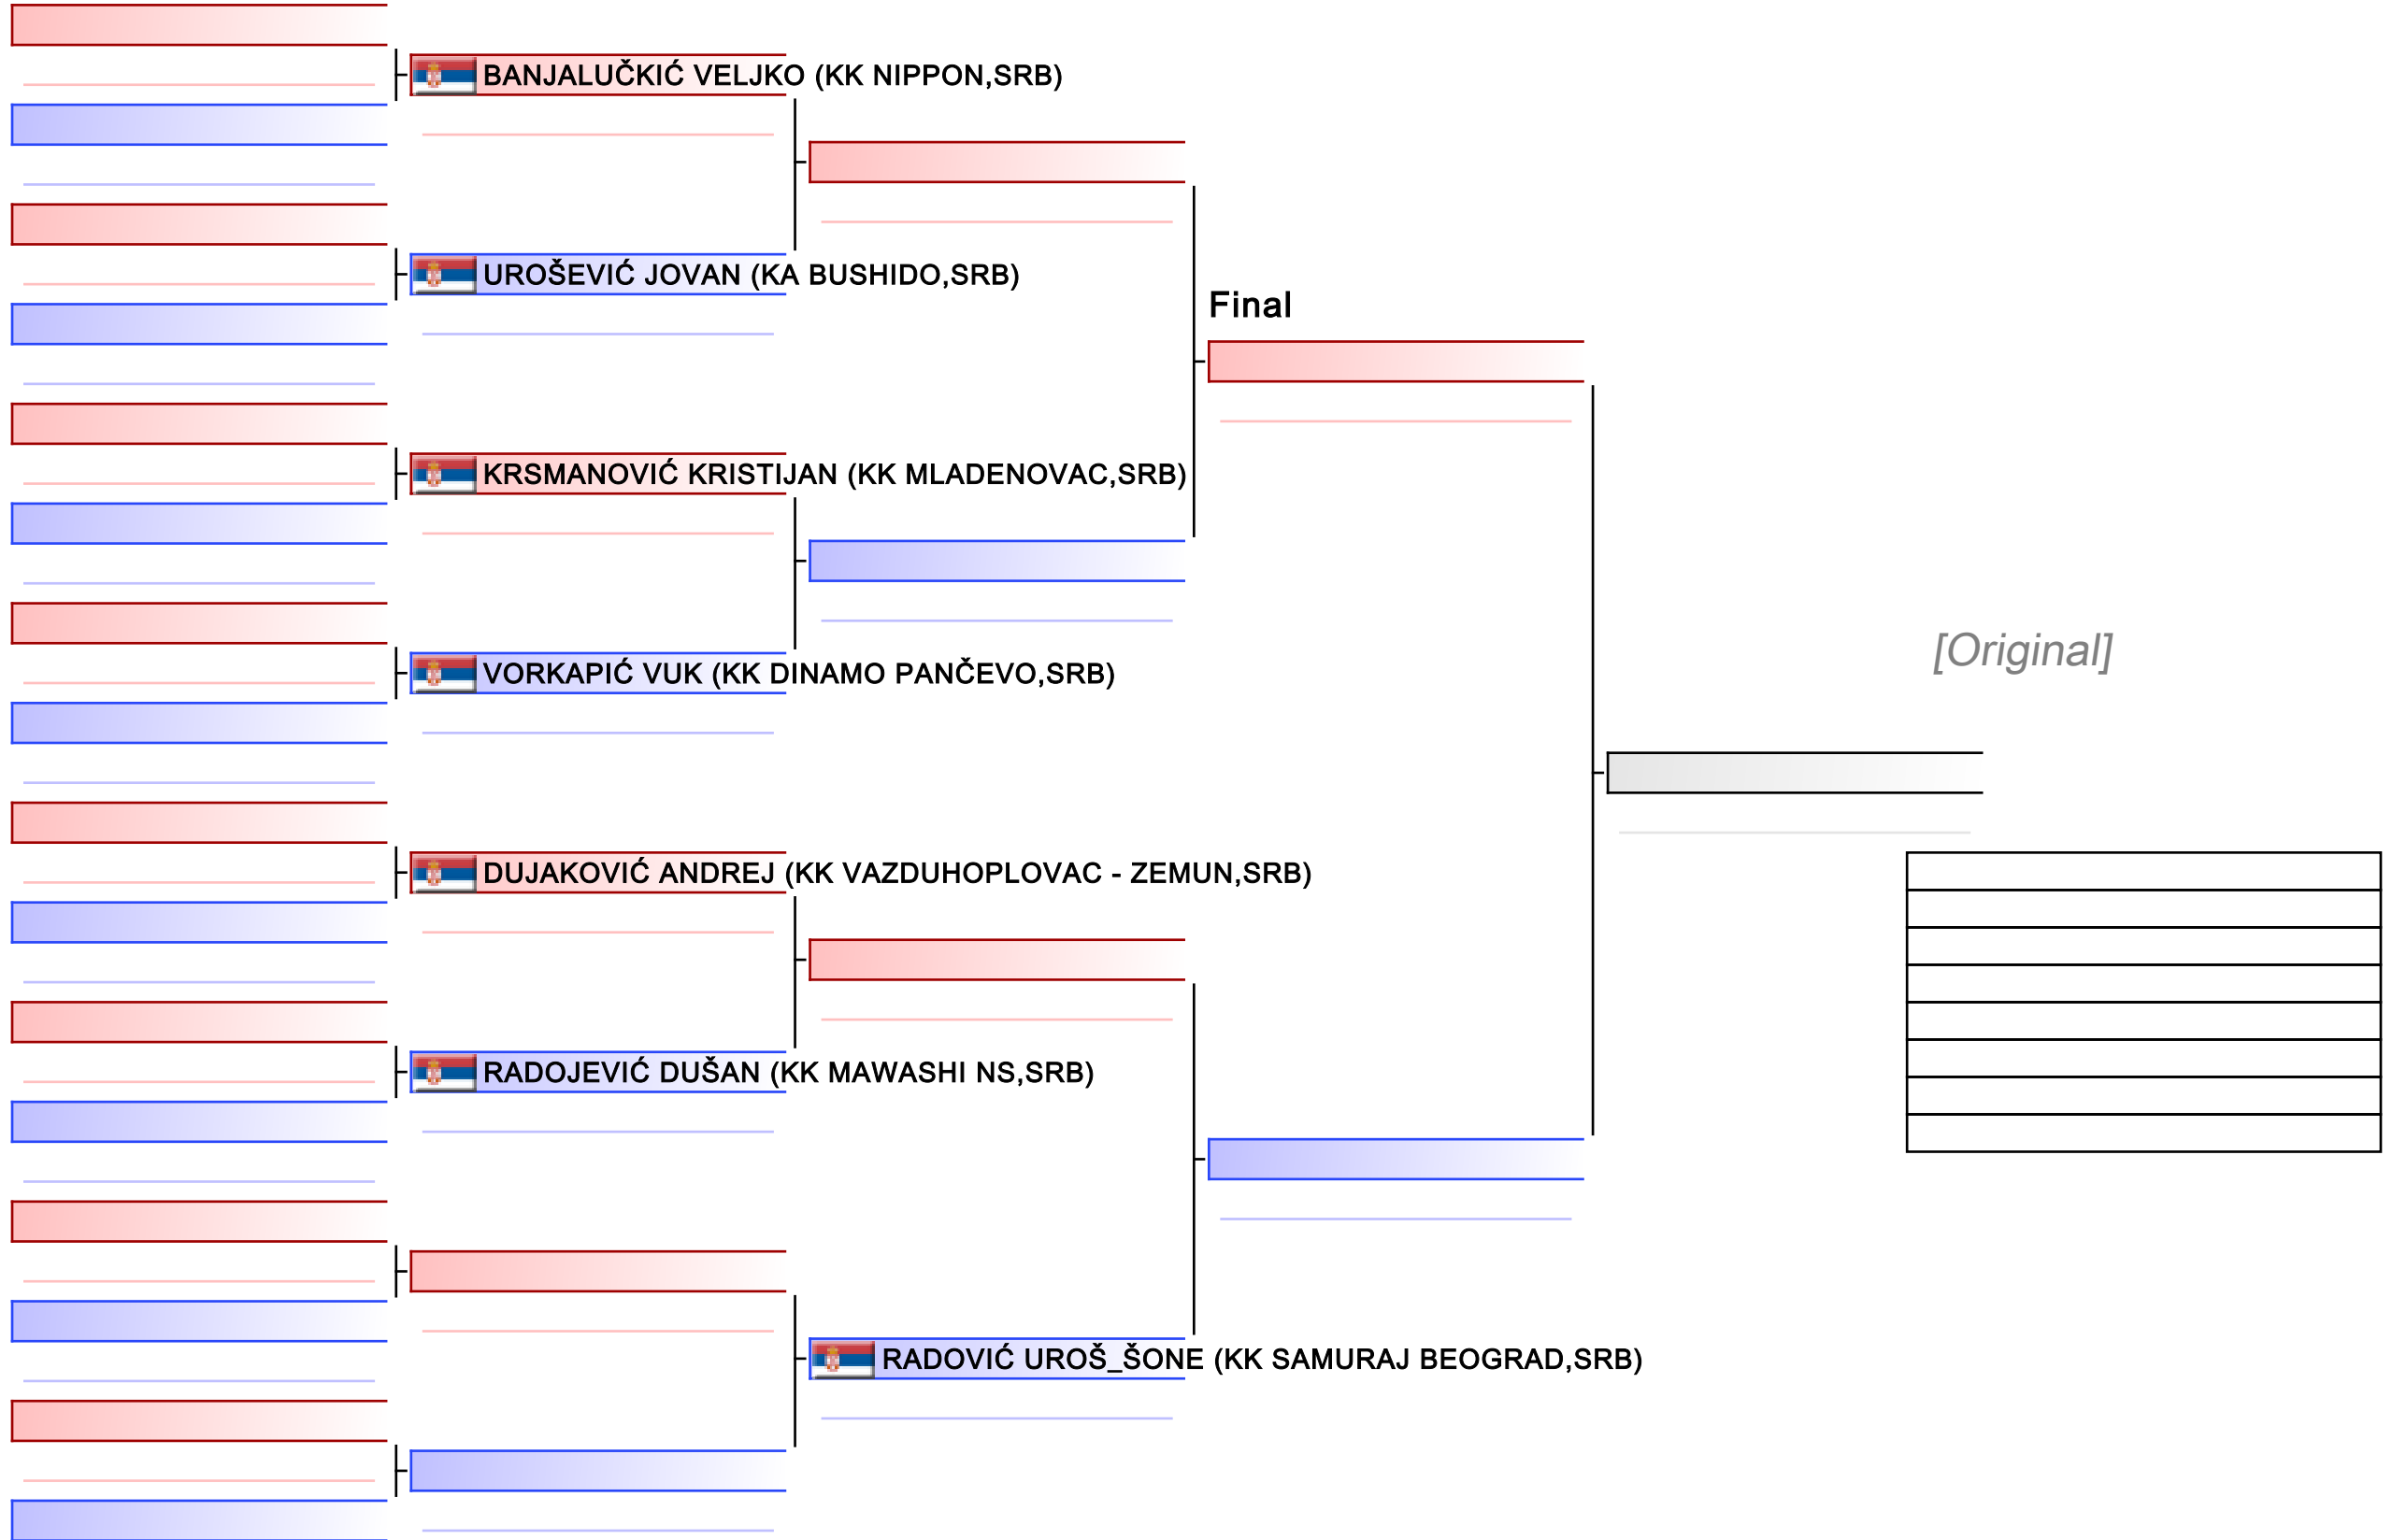 BANJALUČKIĆ VELJKO (KK NIPPON,SRB)
UROŠEVIĆ JOVAN (KA BUSHIDO,SRB)
Final
KRSMANOVIĆ KRISTIJAN (KK MLADENOVAC,SRB)
[Original]
VORKAPIĆ VUK (KK DINAMO PANČEVO,SRB)
DUJAKOVIĆ ANDREJ (KK VAZDUHOPLOVAC - ZEMUN,SRB)
RADOJEVIĆ DUŠAN (KK MAWASHI NS,SRB)
RADOVIĆ UROŠ_ŠONE (KK SAMURAJ BEOGRAD,SRB)